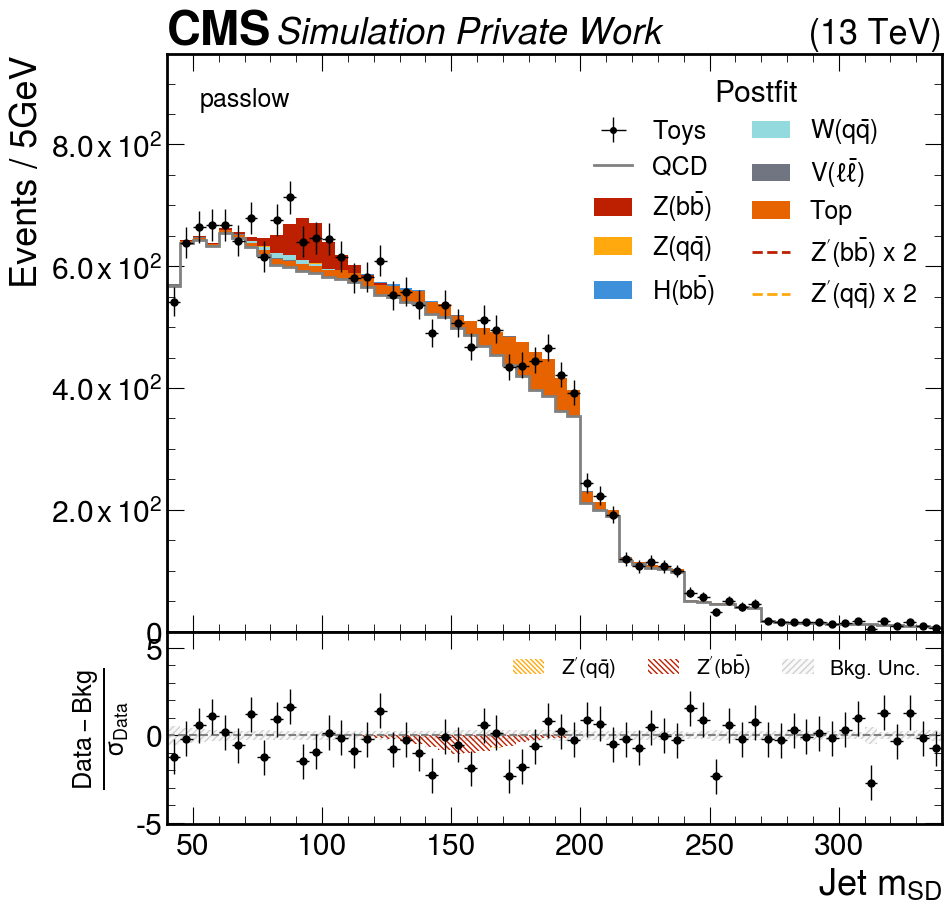 CMS Simulation Private Work (13 TeV)
Events / 5GeV
passlow
Postfit
Toys
QCD
Z(bb̄)
Z(qq̄)
H(bb̄)
W(qq̄)
V(ℓℓ̄)
Top
Z′(bb̄) x 2
Z′(qq̄) x 2
8.0 x 10²
6.0 x 10²
4.0 x 10²
2.0 x 10²
0
Z′(qq̄) Z′(bb̄) Bkg. Unc.
Data – Bkg
σData
5
0
-5
50 100 150 200 250 300
Jet mSD